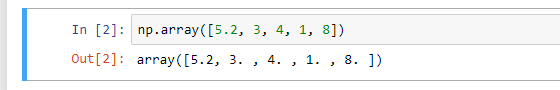 In [2]: np.array([5.2, 3, 4, 1, 8])
Out[2]: array([5.2, 3. , 4. , 1. , 8. ])